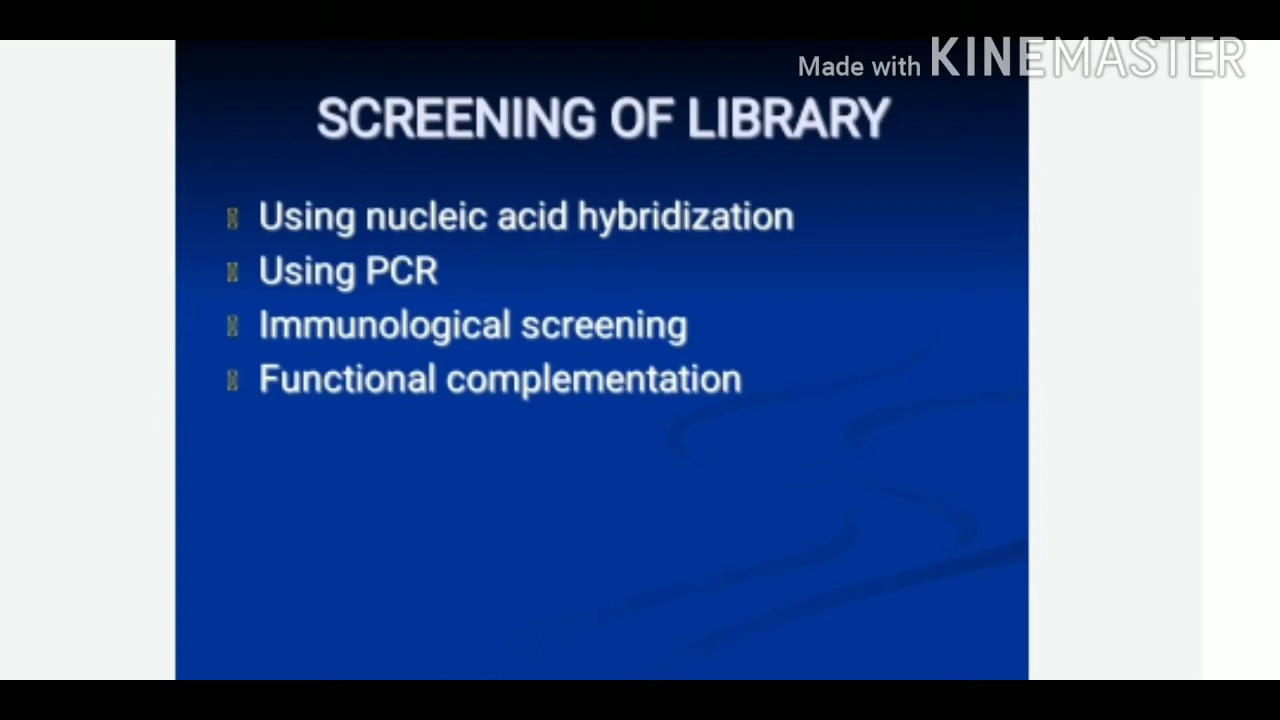 Made with KINEMASTER
SCREENING OF LIBRARY
Using nucleic acid hybridization
Using PCR
Immunological screening
Functional complementation